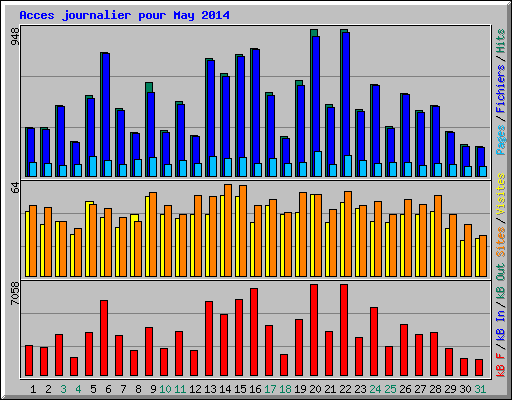 Acces journalier pour May 2014
948
Pages / Fichiers / Hits
64
Sites / Visites
7058
kB F / kB In / kB Out
1 2 3 4 5 6 7 8 9 10 11 12 13 14 15 16 17 18 19 20 21 22 23 24 25 26 27 28 29 30 31